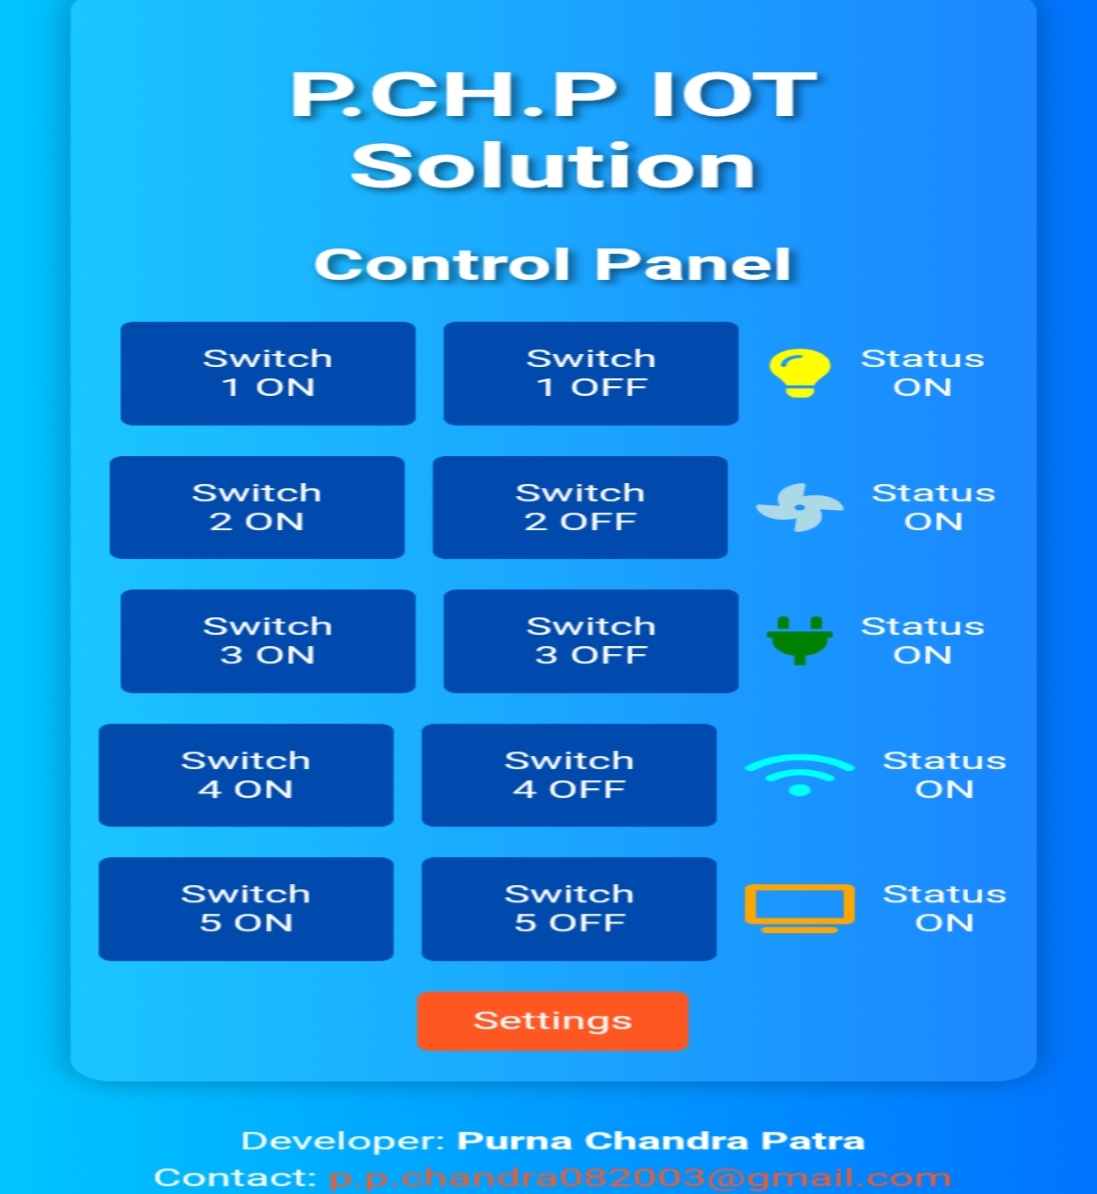 P.CH.P IOT
Solution
Control Panel
Switch
1 ON
Switch
1 OFF
Status
ON
Switch
2 ON
Switch
2 OFF
Status
ON
Switch
3 ON
Switch
3 OFF
Status
ON
Switch
4 ON
Switch
4 OFF
Status
ON
Switch
5 ON
Switch
5 OFF
Status
ON
Settings
Developer: Purna Chandra Patra
Contact: p.p.chandra082003@gmail.com